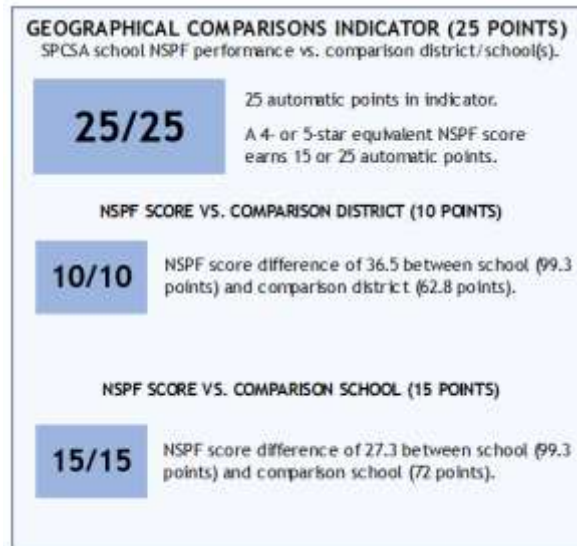 GEOGRAPHICAL COMPARISONS INDICATOR (25 POINTS)
SPCSA school NSPF performance vs. comparison district/school(s).
25/25
25 automatic points in indicator.
A 4- or 5-star equivalent NSPF score
earns 15 or 25 automatic points.
NSPF SCORE VS. COMPARISON DISTRICT (10 POINTS)
10/10
NSPF score difference of 36.5 between school (99.3
points) and comparison district (62.8 points).
NSPF SCORE VS. COMPARISON SCHOOL (15 POINTS)
15/15
NSPF score difference of 27.3 between school (99.3
points) and comparison school (72 points).